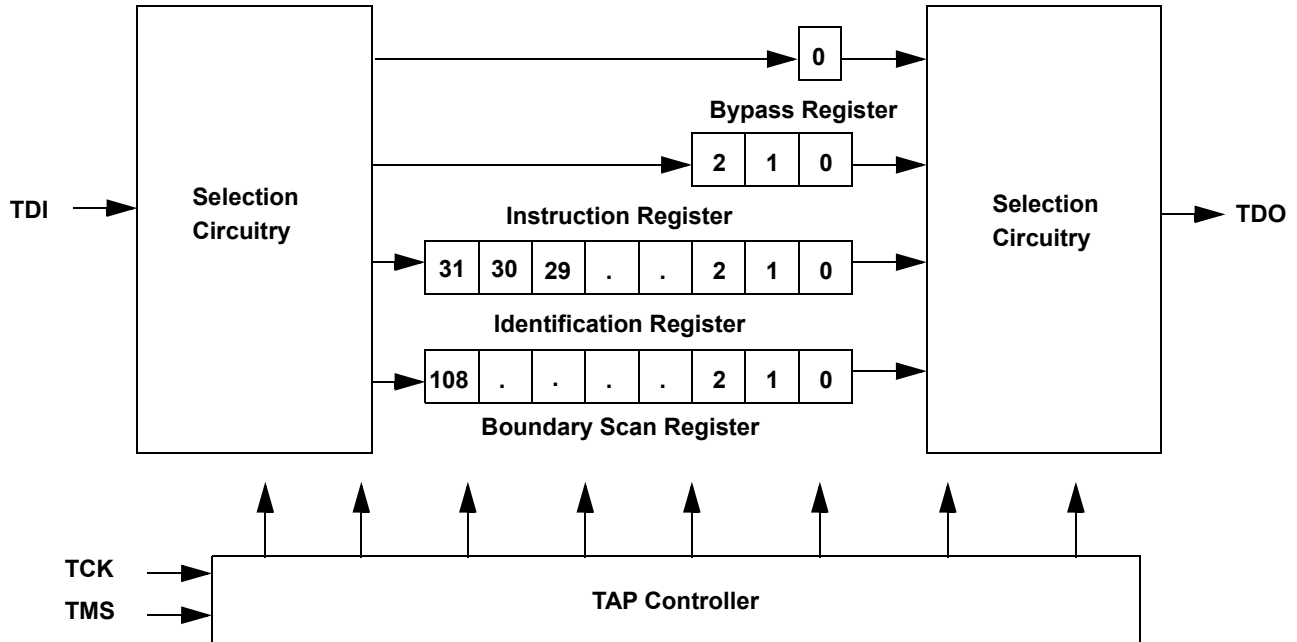 0
Bypass Register
2 1 0
TDI
Selection
Circuitry
Selection
Circuitry
TDO
Instruction Register
31 30 29 . . 2 1 0
Identification Register
108 . . . . 2 1 0
Boundary Scan Register
TCK
TMS
TAP Controller